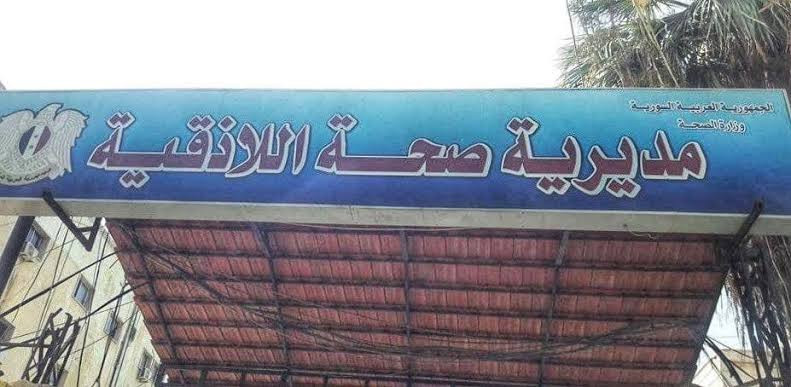 الجمهورية العربية السورية
وزارة الصحة
مديرية صحة اللاذقية